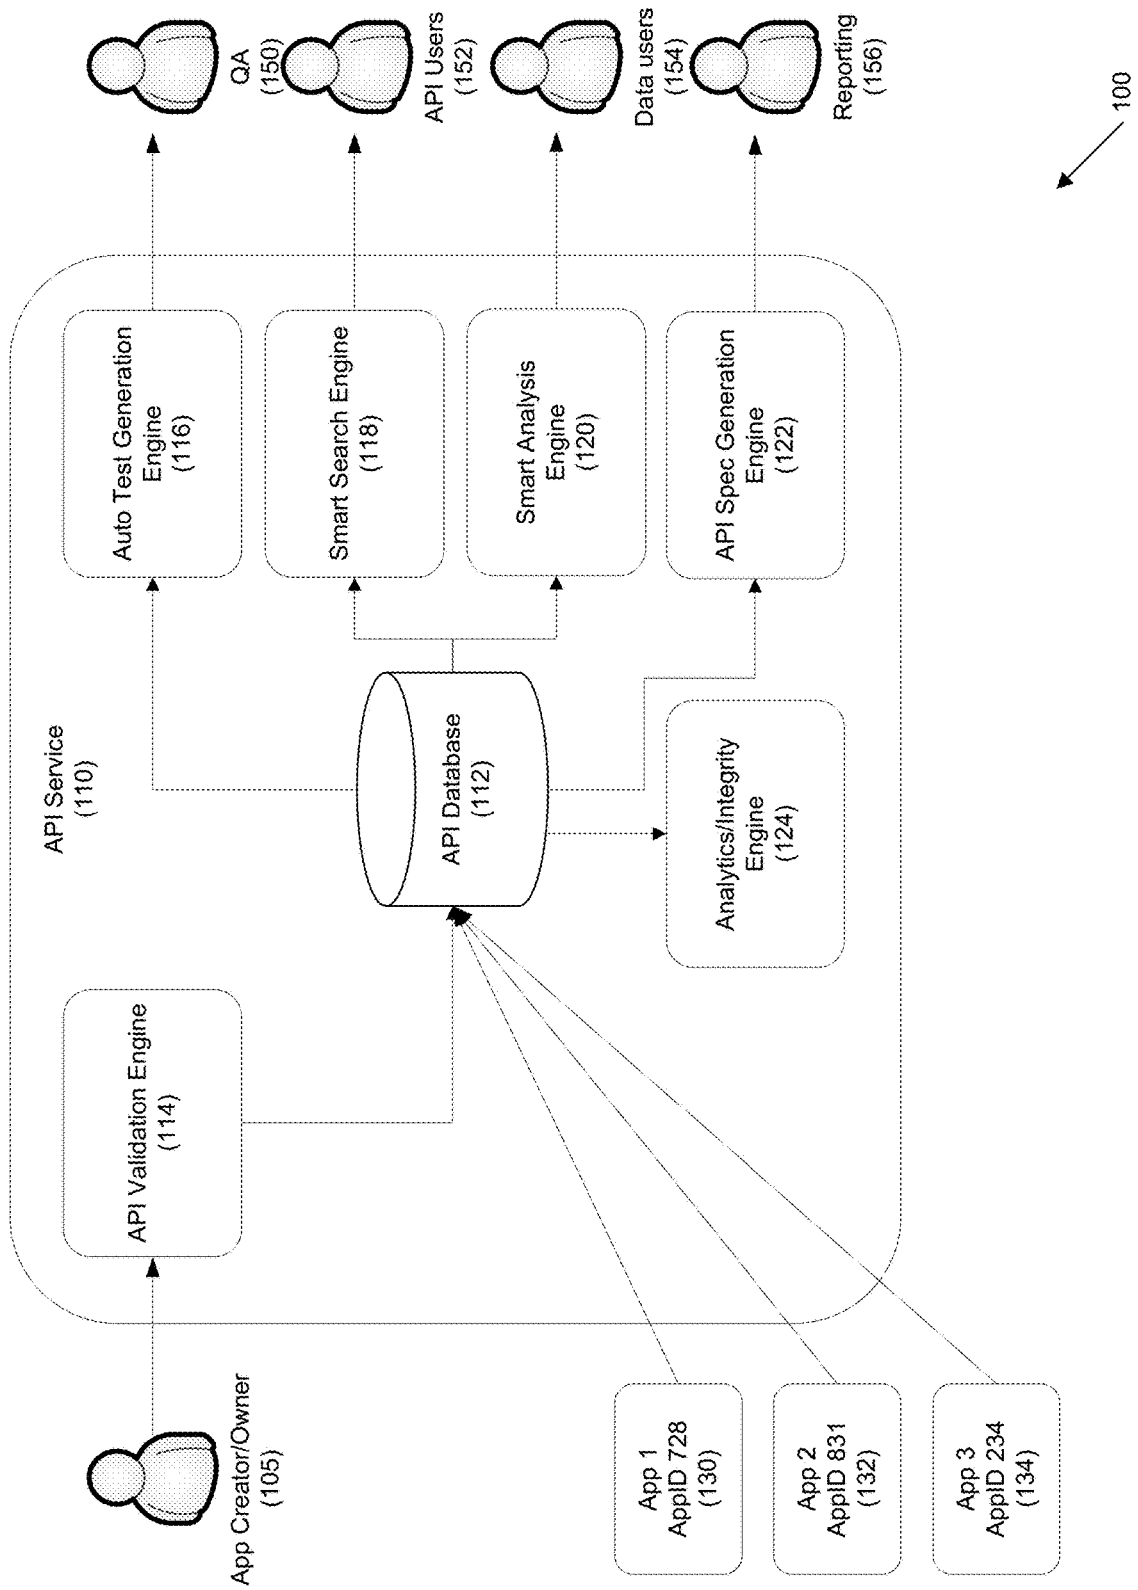 App Creator/Owner
(105)
API Service
(110)
API Validation Engine
(114)
API Database
(112)
Auto Test Generation
Engine
(116)
Smart Search Engine
(118)
Smart Analysis
Engine
(120)
API Spec Generation
Engine
(122)
Analytics/Integrity
Engine
(124)
QA
(150)
API Users
(152)
Data users
(154)
Reporting
(156)
App 1
AppID 728
(130)
App 2
AppID 831
(132)
App 3
AppID 234
(134)
100